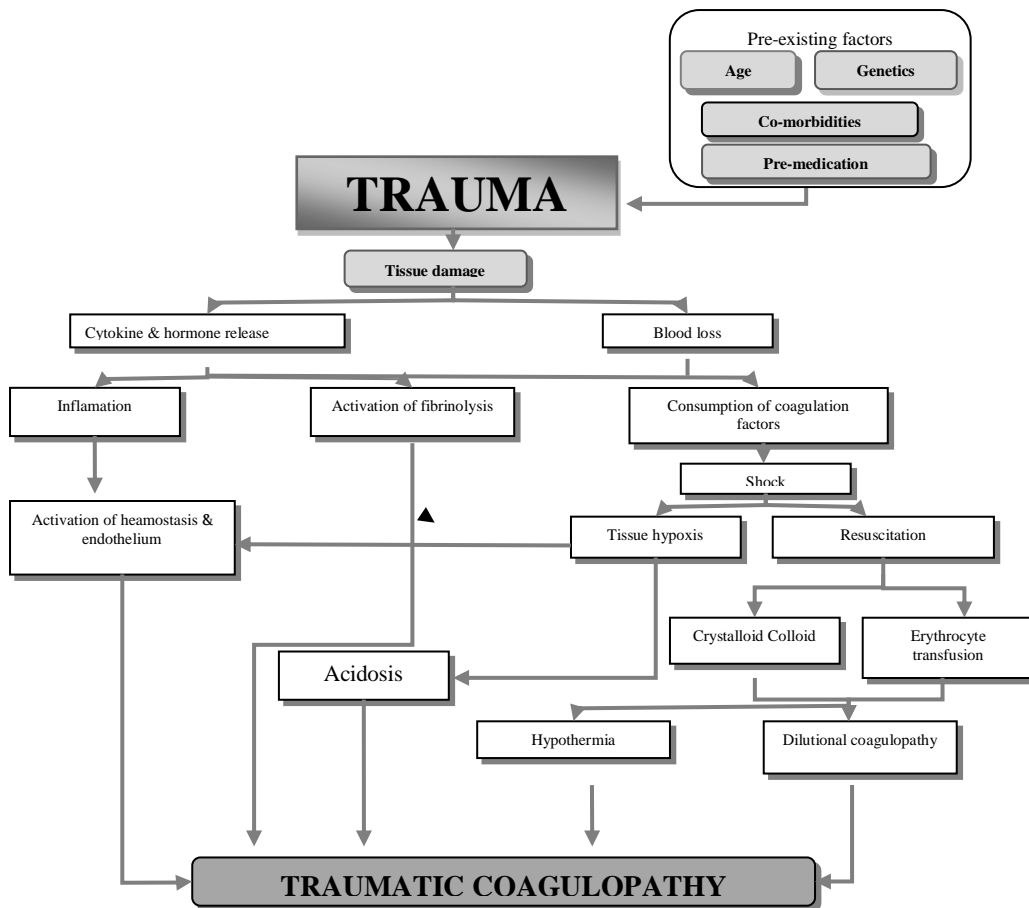 Pre-existing factors
Age
Genetics
Co-morbidities
Pre-medication
TRAUMA
Tissue damage
Cytokine & hormone release
Blood loss
Inflamation
Activation of fibrinolysis
Consumption of coagulation
factors
Shock
Activation of heamostasis &
endothelium
Tissue hypoxis
Resuscitation
Crystalloid Colloid
Erythrocyte
transfusion
Acidosis
Hypothermia
Dilutional coagulopathy
TRAUMATIC COAGULOPATHY